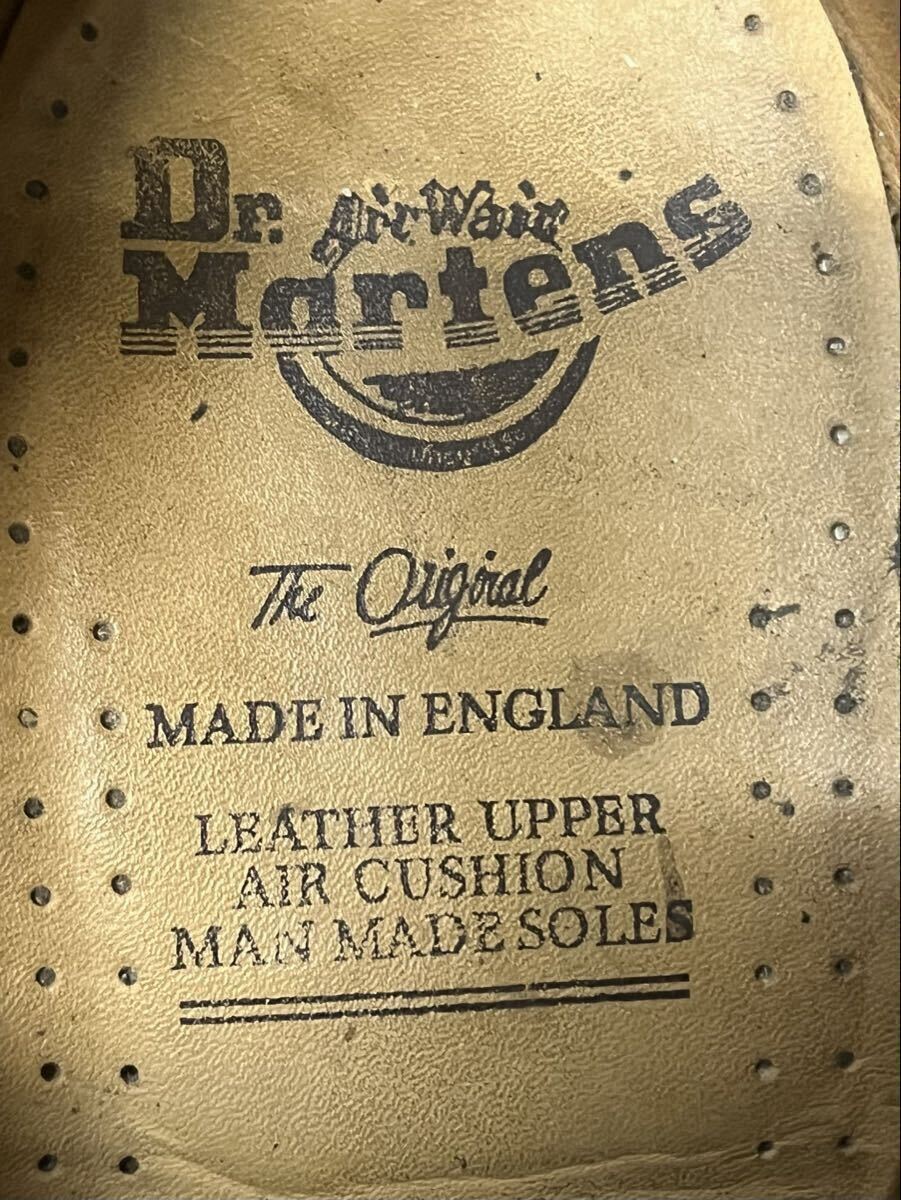 Dr. AirWair
Martens
The Original
MADE IN ENGLAND
LEATHER UPPER
AIR CUSHION
MAN MADE SOLES